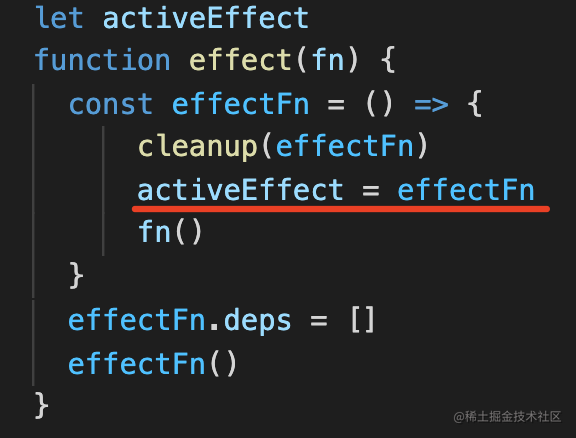 let activeEffect
function effect(fn) {
  const effectFn = () => {
      cleanup(effectFn)
      activeEffect = effectFn
      fn()
  }
  effectFn.deps = []
  effectFn()
}
@稀土掘金技术社区